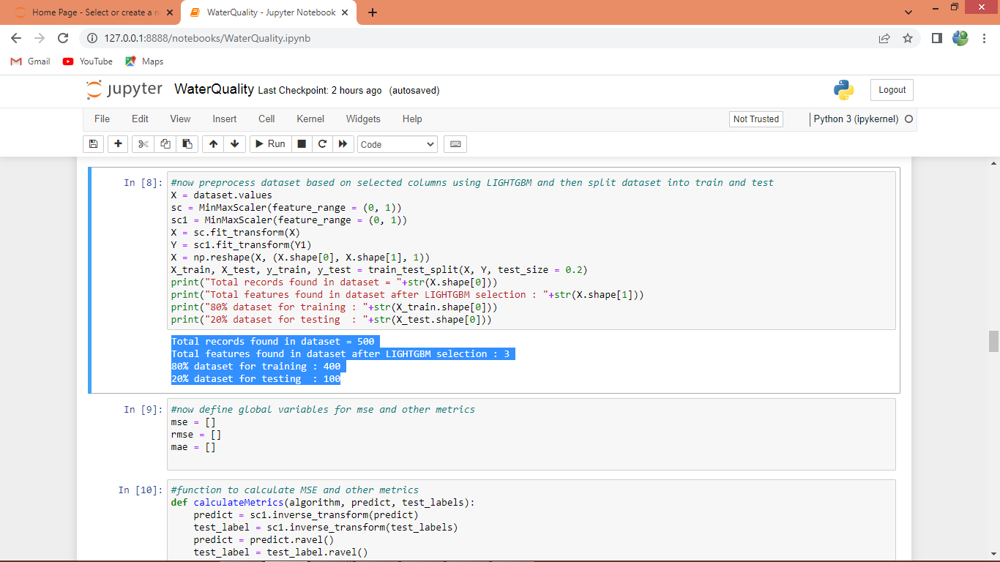 Home Page - Select or create a n
WaterQuality - Jupyter Notebook
127.0.0.1:8888/notebooks/WaterQuality.ipynb
Gmail YouTube Maps
jupyter WaterQuality Last Checkpoint: 2 hours ago (autosaved)
Logout
File Edit View Insert Cell Kernel Widgets Help
Not Trusted
Python 3 (ipykernel)
Run
Code
In [8]:
#now preprocess dataset based on selected columns using LIGHTGBM and then split dataset into train and test
X = dataset.values
sc = MinMaxScaler(feature_range = (0, 1))
sc1 = MinMaxScaler(feature_range = (0, 1))
X = sc.fit_transform(X)
Y = sc1.fit_transform(Y1)
X = np.reshape(X, (X.shape[0], X.shape[1], 1))
X_train, X_test, y_train, y_test = train_test_split(X, Y, test_size = 0.2)
print("Total records found in dataset = "+str(X.shape[0]))
print("Total features found in dataset after LIGHTGBM selection : "+str(X.shape[1]))
print("80% dataset for training : "+str(X_train.shape[0]))
print("20% dataset for testing  : "+str(X_test.shape[0]))
Total records found in dataset = 500
Total features found in dataset after LIGHTGBM selection : 3
80% dataset for training : 400
20% dataset for testing  : 100
In [9]:
#now define global variables for mse and other metrics
mse = []
rmse = []
mae = []
In [10]:
#function to calculate MSE and other metrics
def calculateMetrics(algorithm, predict, test_labels):
    predict = sc1.inverse_transform(predict)
    test_label = sc1.inverse_transform(test_labels)
    predict = predict.ravel()
    test_label = test_label.ravel()